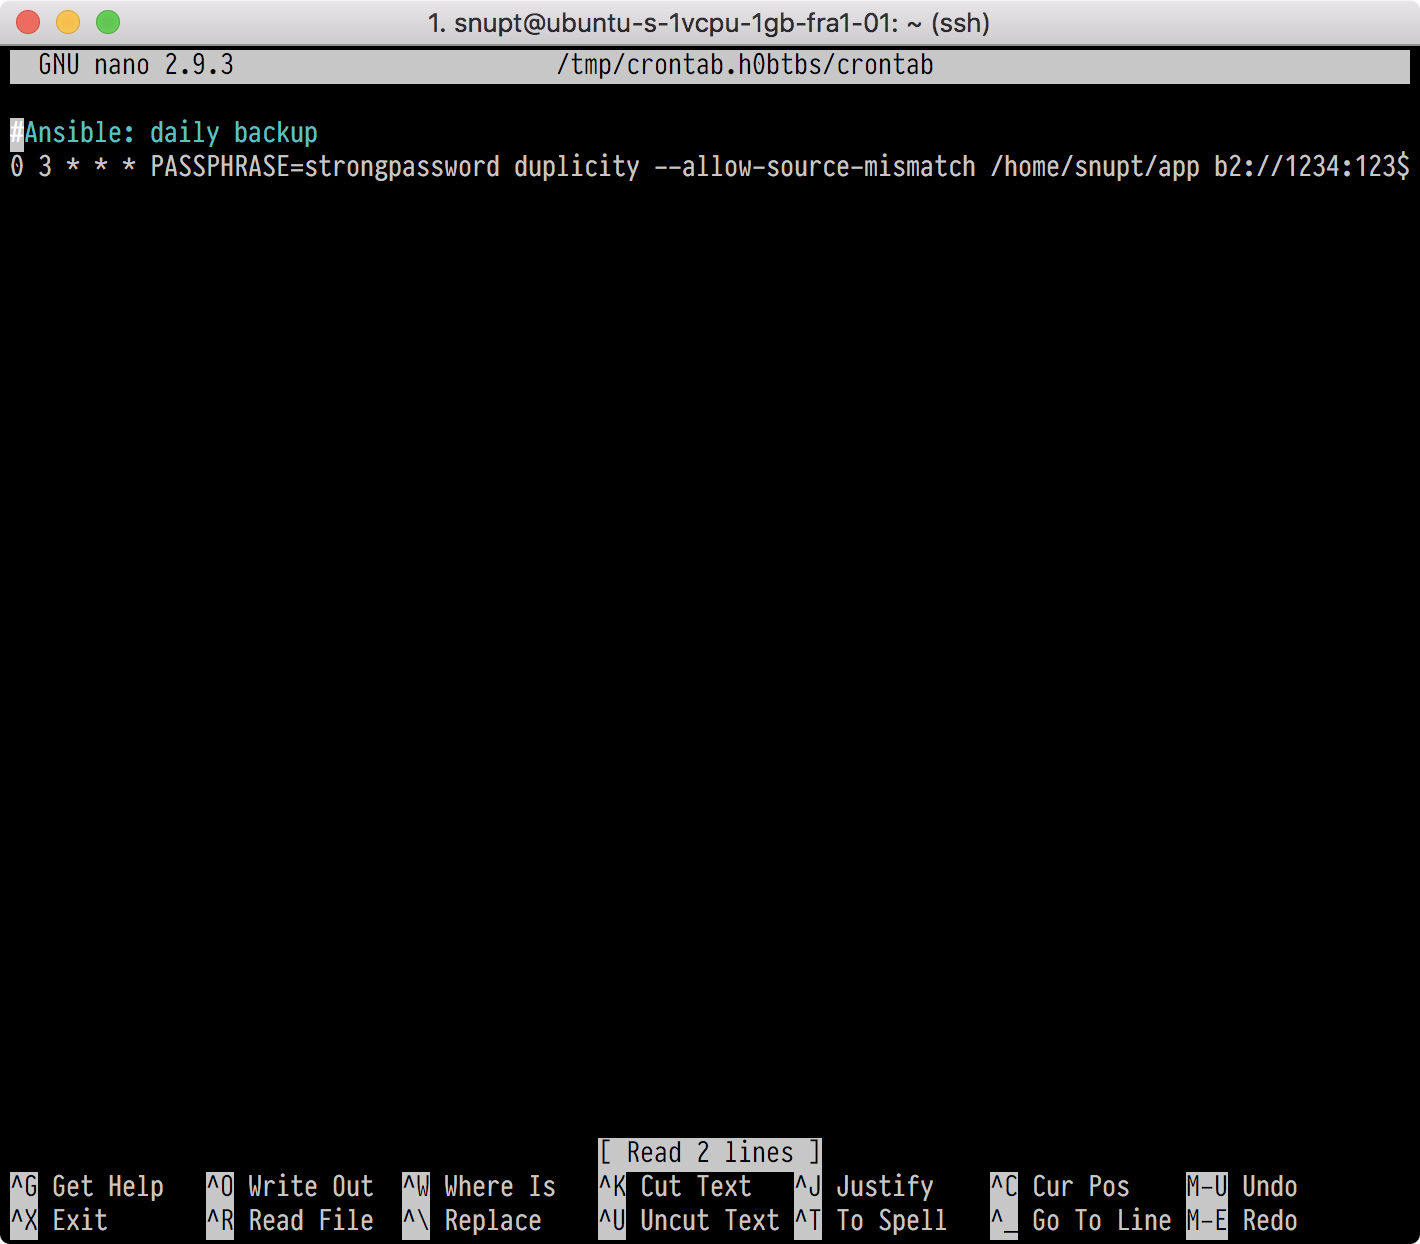 1. snupt@ubuntu-s-1vcpu-1gb-fra1-01: ~ (ssh)
GNU nano 2.9.3 /tmp/crontab.h0btbs/crontab
#Ansible: daily backup
0 3 * * * PASSPHRASE=strongpassword duplicity --allow-source-mismatch /home/snupt/app b2://1234:123$
[ Read 2 lines ]
^G Get Help ^O Write Out ^W Where Is ^K Cut Text ^J Justify ^C Cur Pos M-U Undo
^X Exit ^R Read File ^\ Replace ^U Uncut Text ^T To Spell ^_ Go To Line M-E Redo